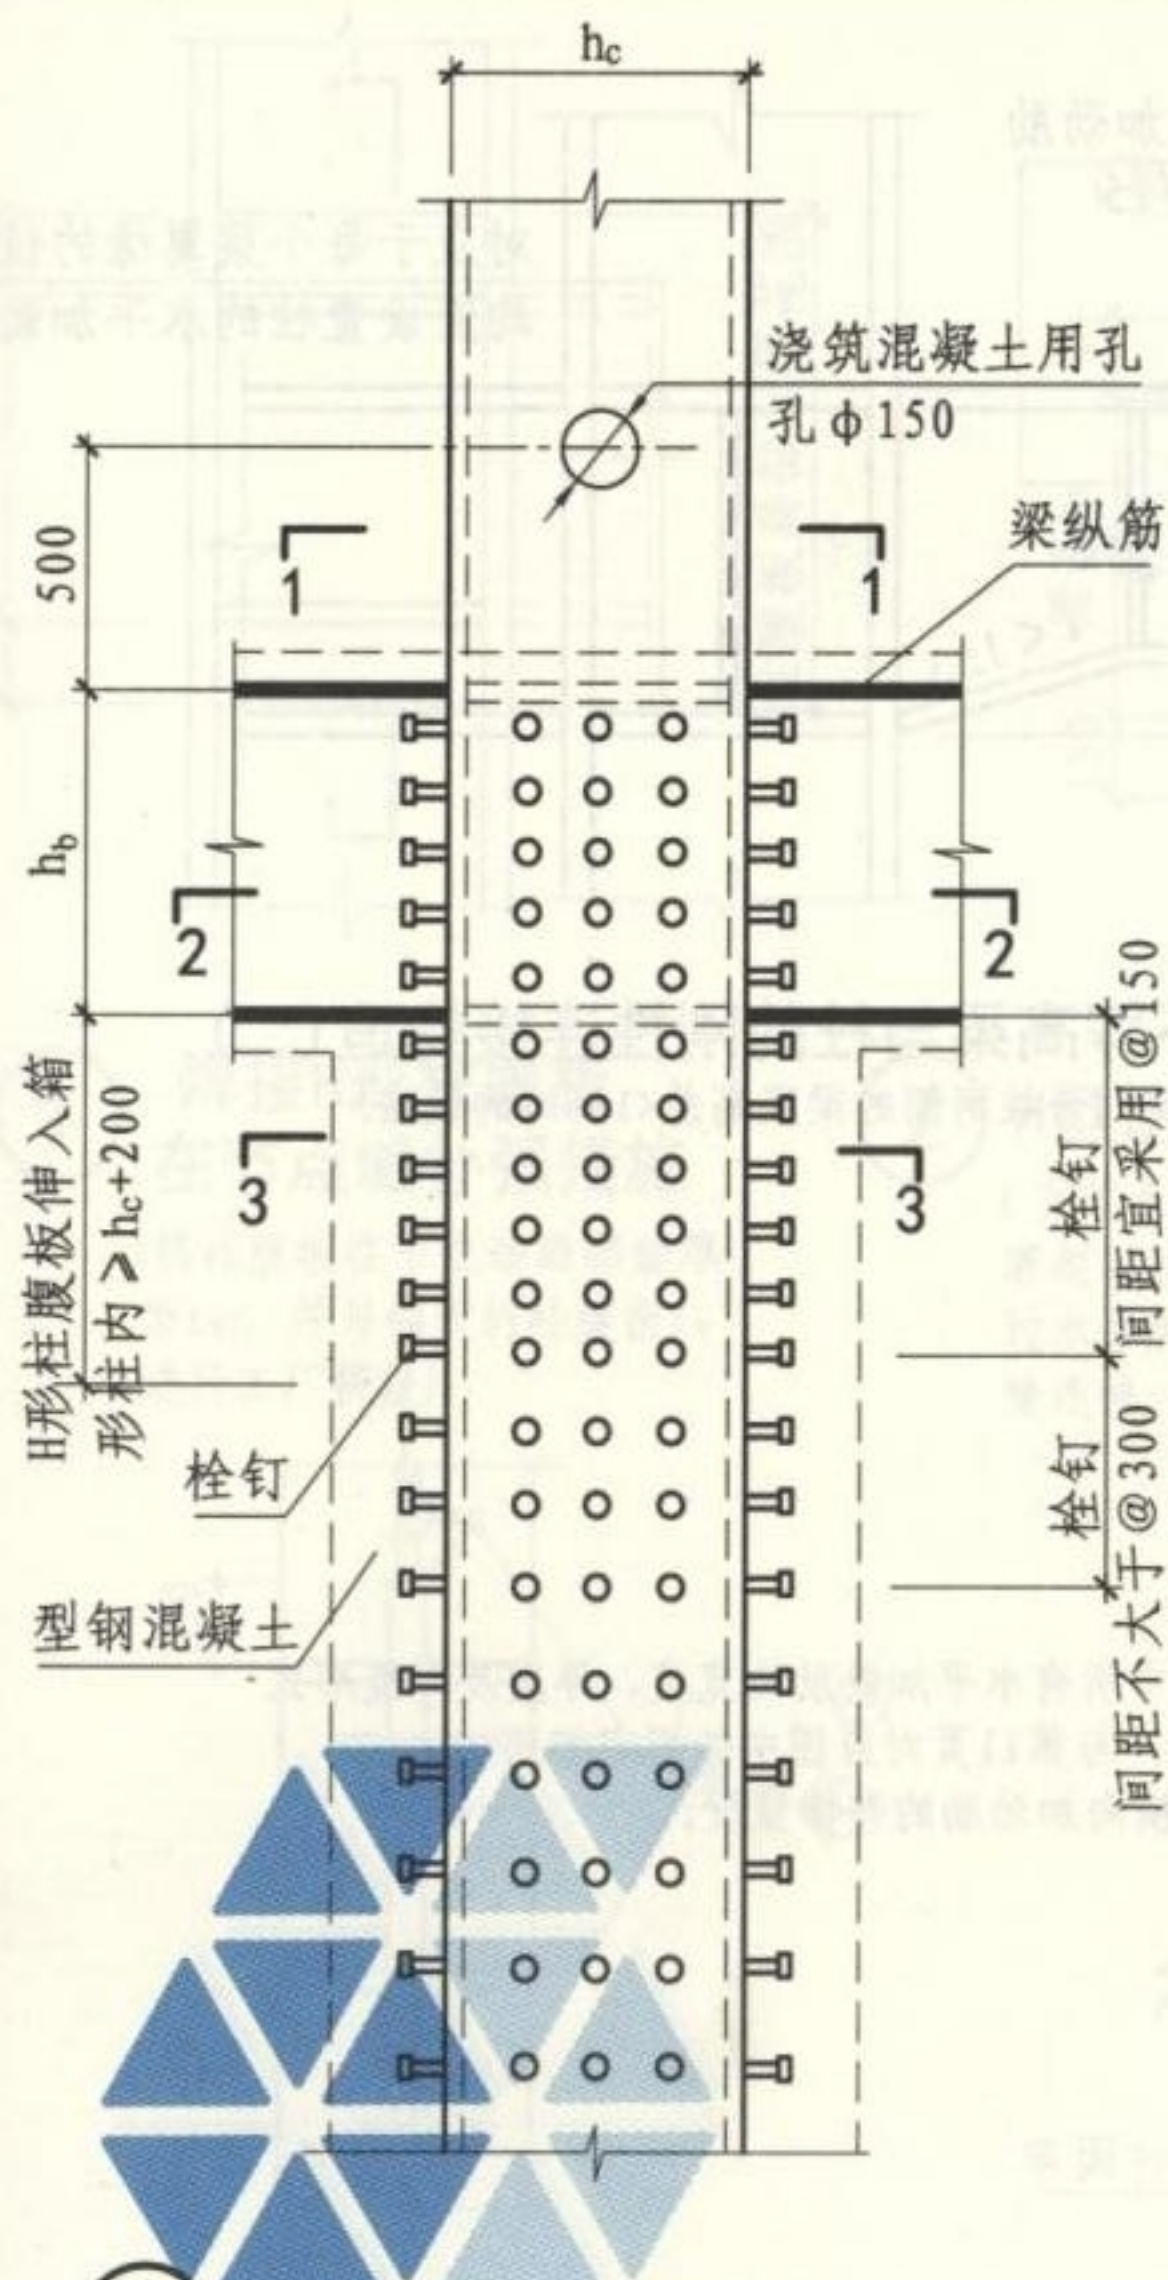 hc
浇筑混凝土用孔
孔ф150
梁纵筋
500
1
1
hb
2
2
H形柱腹板伸入箱
形柱内≥hc+200
3
3
栓钉
间距宜采用@150
栓钉
间距不大于@300
栓钉
型钢混凝土